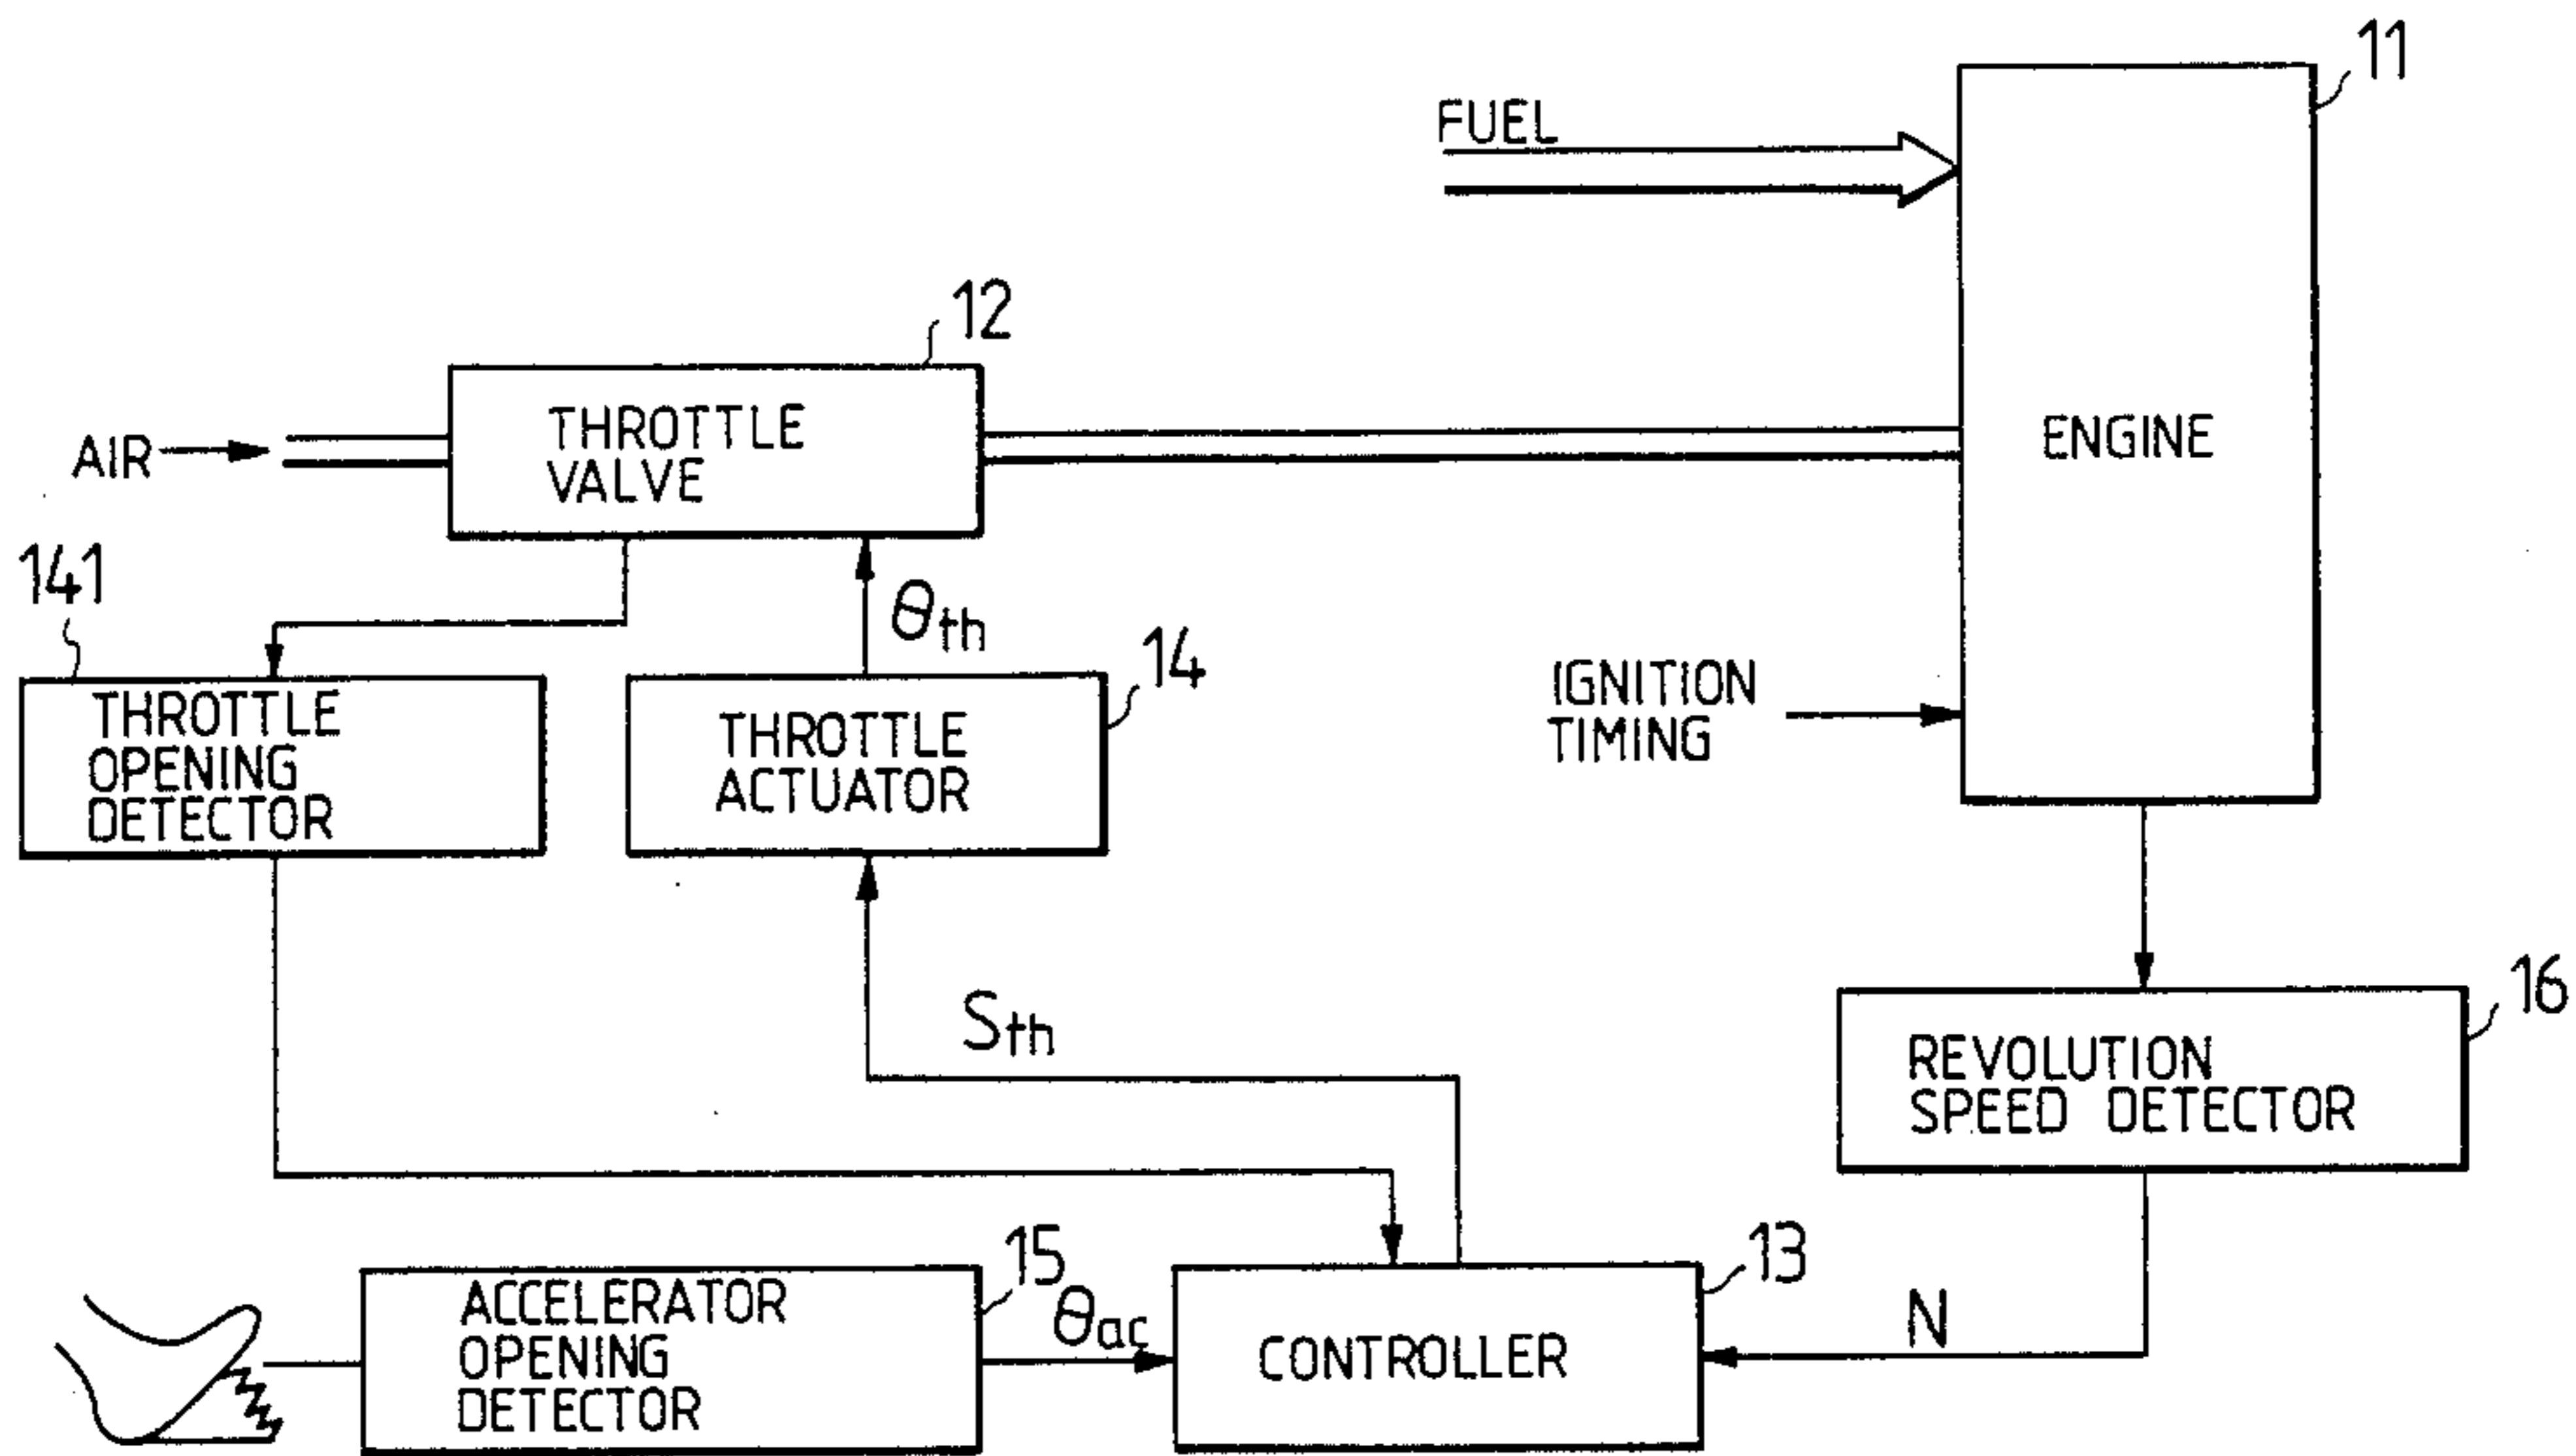 11
FUEL
12
THROTTLE
VALVE
AIR
ENGINE
141
θth
14
THROTTLE
OPENING
DETECTOR
THROTTLE
ACTUATOR
IGNITION
TIMING
16
Sth
REVOLUTION
SPEED DETECTOR
15
13
ACCELERATOR
OPENING
DETECTOR
θac
CONTROLLER
N